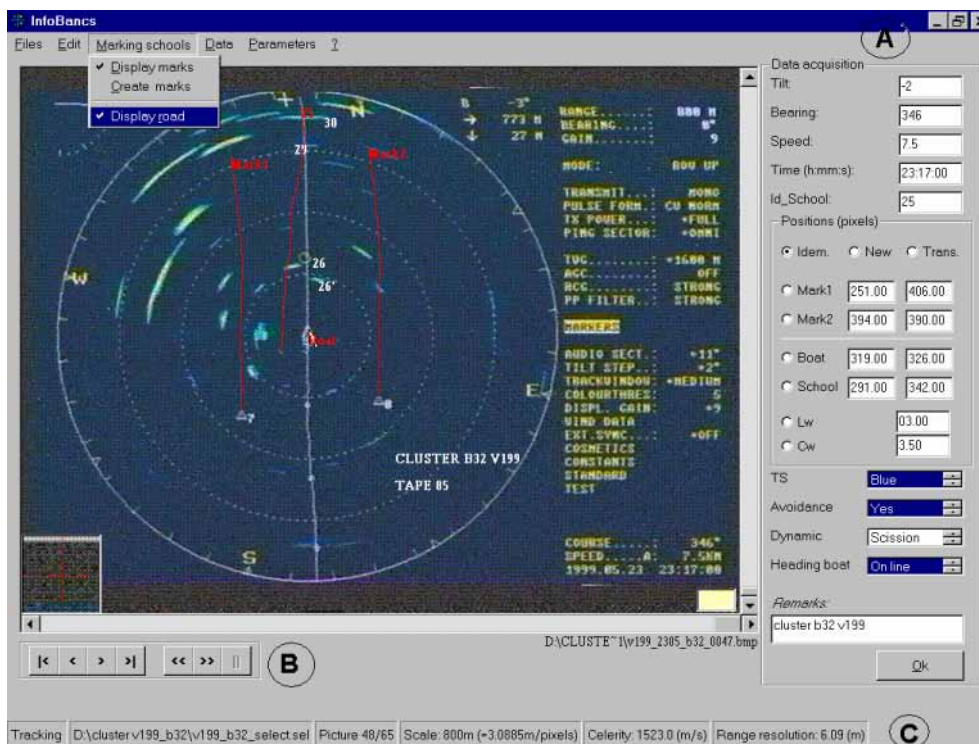 InfoBancs
Files Edit Marking schools Data Parameters ?
Display marks
Create marks
Display road
A
B -3°
773 M
27 M
RANGE.....: 800 M
BEARING....: 0°
GAIN.......: 9
MODE: BOW UP
TRANSMIT...: MONO
PULSE FORM.: CW NORM
TX POWER...: +FULL
PING SECTOR: +OMNI
TVG........: +1600 M
AGC........: OFF
RCG........: STRONG
PP FILTER..: STRONG
MARKERS
AUDIO SECT.: +11°
TILT STEP..: +2°
TRACKWINDOW: +MEDIUM
COLOURTHRES: 5
DISPL. GAIN: +9
WIND DATA
EXT.SYNC...: +OFF
COSMETICS
CONSTANTS
STANDARD
TEST
COURSE.....: 346°
SPEED.....A: 7.5KN
1999.05.23 23:17:00
N
30
29
Mark1
Mark2
W
26
26'
Boat
E
7
8
CLUSTER B32 V199
TAPE 85
S
D:\CLUSTE~1\v199_2305_b32_0047.bmp
|< < > >| << >> ||
B
Data acquisition
Tilt: -2
Bearing: 346
Speed: 7.5
Time (h:mm:s): 23:17:00
Id_School: 25
Positions (pixels)
Idem. New Trans.
Mark1 251.00 406.00
Mark2 394.00 390.00
Boat 319.00 326.00
School 291.00 342.00
Lw 03.00
Cw 3.50
TS Blue
Avoidance Yes
Dynamic Scission
Heading boat On line
Remarks:
cluster b32 v199
Ok
Tracking D:\cluster v199_b32\v199_b32_select.sel Picture 48/65 Scale: 800m (÷3.0885m/pixels) Celerity: 1523.0 (m/s) Range resolution: 6.09 (m)
C